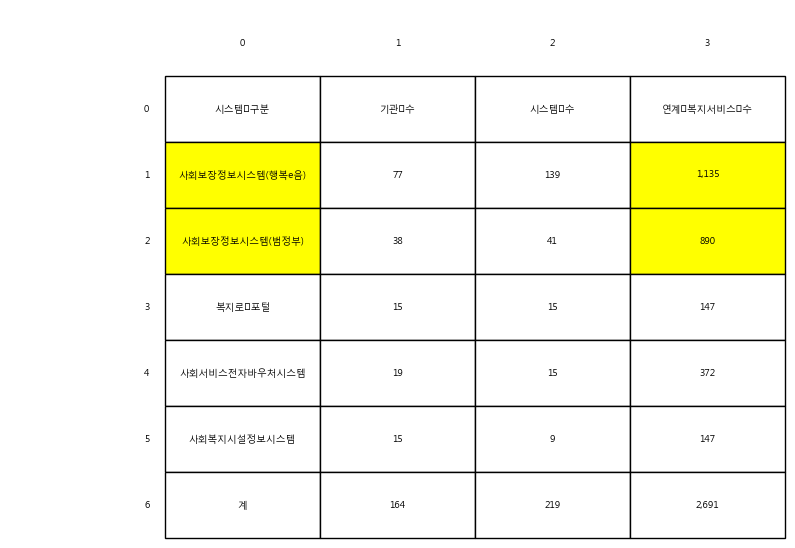 0 1 2 3
0 시스템▯구분 기관▯수 시스템▯수 연계▯복지서비스▯수
1 사회보장정보시스템(행복e음) 77 139 1,135
2 사회보장정보시스템(범정부) 38 41 890
3 복지로▯포털 15 15 147
4 사회서비스전자바우처시스템 19 15 372
5 사회복지시설정보시스템 15 9 147
6 계 164 219 2,691